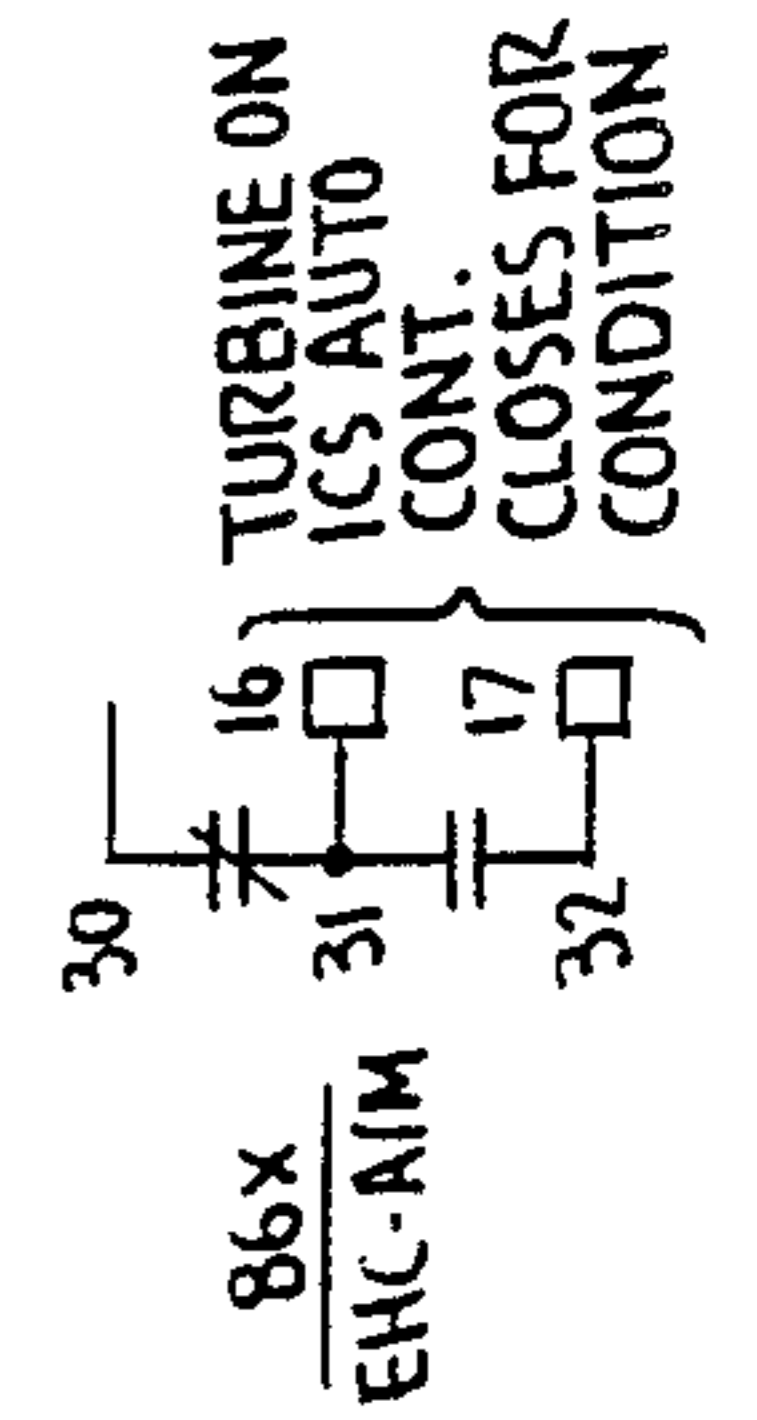 TURBINE ON
ICS AUTO
CONT.
CLOSES FOR
CONDITION
16
17
30
31
32
86X
EHC-AIM